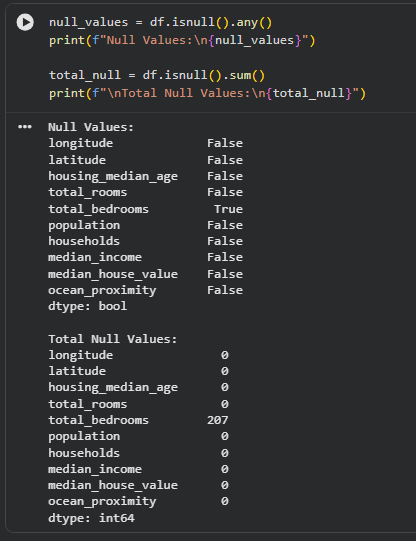 null_values = df.isnull().any()
print(f"Null Values:\n{null_values}")
total_null = df.isnull().sum()
print(f"\nTotal Null Values:\n{total_null}")
Null Values:
longitude False
latitude False
housing_median_age False
total_rooms False
total_bedrooms True
population False
households False
median_income False
median_house_value False
ocean_proximity False
dtype: bool
Total Null Values:
longitude 0
latitude 0
housing_median_age 0
total_rooms 0
total_bedrooms 207
population 0
households 0
median_income 0
median_house_value 0
ocean_proximity 0
dtype: int64